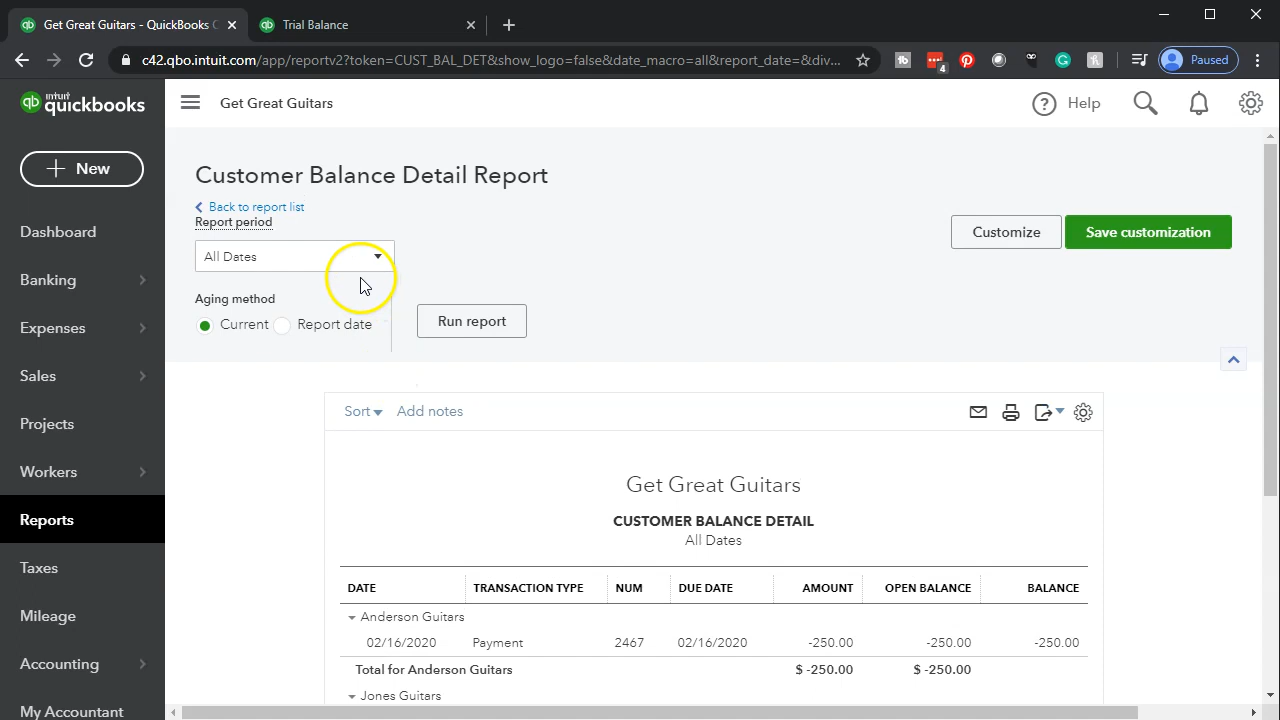 Get Great Guitars - QuickBooks C
Trial Balance
c42.qbo.intuit.com/app/reportv2?token=CUST_BAL_DET&show_logo=false&date_macro=all&report_date=&div...
4
Paused
intuit quickbooks
Get Great Guitars
Help
New
Customer Balance Detail Report
Back to report list
Report period
All Dates
Customize
Save customization
Aging method
Current
Report date
Run report
Dashboard
Banking
Expenses
Sales
Projects
Workers
Reports
Taxes
Mileage
Accounting
My Accountant
Sort
Add notes
Get Great Guitars
CUSTOMER BALANCE DETAIL
All Dates
DATE TRANSACTION TYPE NUM DUE DATE AMOUNT OPEN BALANCE BALANCE
Anderson Guitars
02/16/2020 Payment 2467 02/16/2020 -250.00 -250.00 -250.00
Total for Anderson Guitars $ -250.00 $ -250.00
Jones Guitars